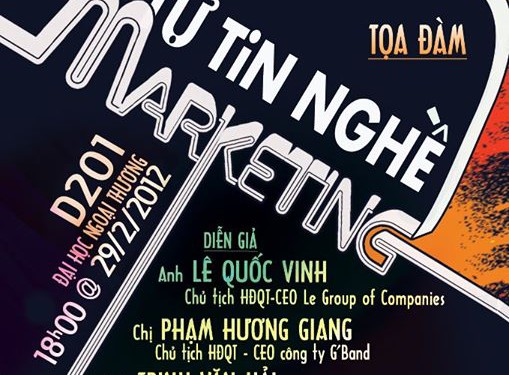 TỌA ĐÀM
TỰ TIN NGHỀ
MARKETING
D201
ĐẠI HỌC NGOẠI THƯƠNG
18h00 @ 29/2/2012
DIỄN GIẢ
Anh LÊ QUỐC VINH
Chủ tịch HĐQT-CEO Le Group of Companies
Chị PHẠM HƯƠNG GIANG
Chủ tịch HĐQT - CEO công ty G'Band